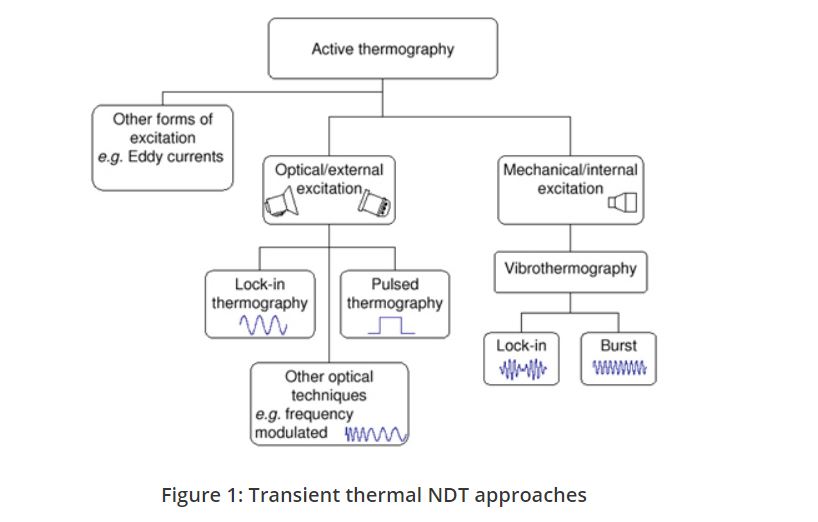 Active thermography
Other forms of
excitation
e.g. Eddy currents
Optical/external
excitation
Mechanical/internal
excitation
Lock-in
thermography
Pulsed
thermography
Vibrothermography
Lock-in
Burst
Other optical
techniques
e.g. frequency
modulated
Figure 1: Transient thermal NDT approaches